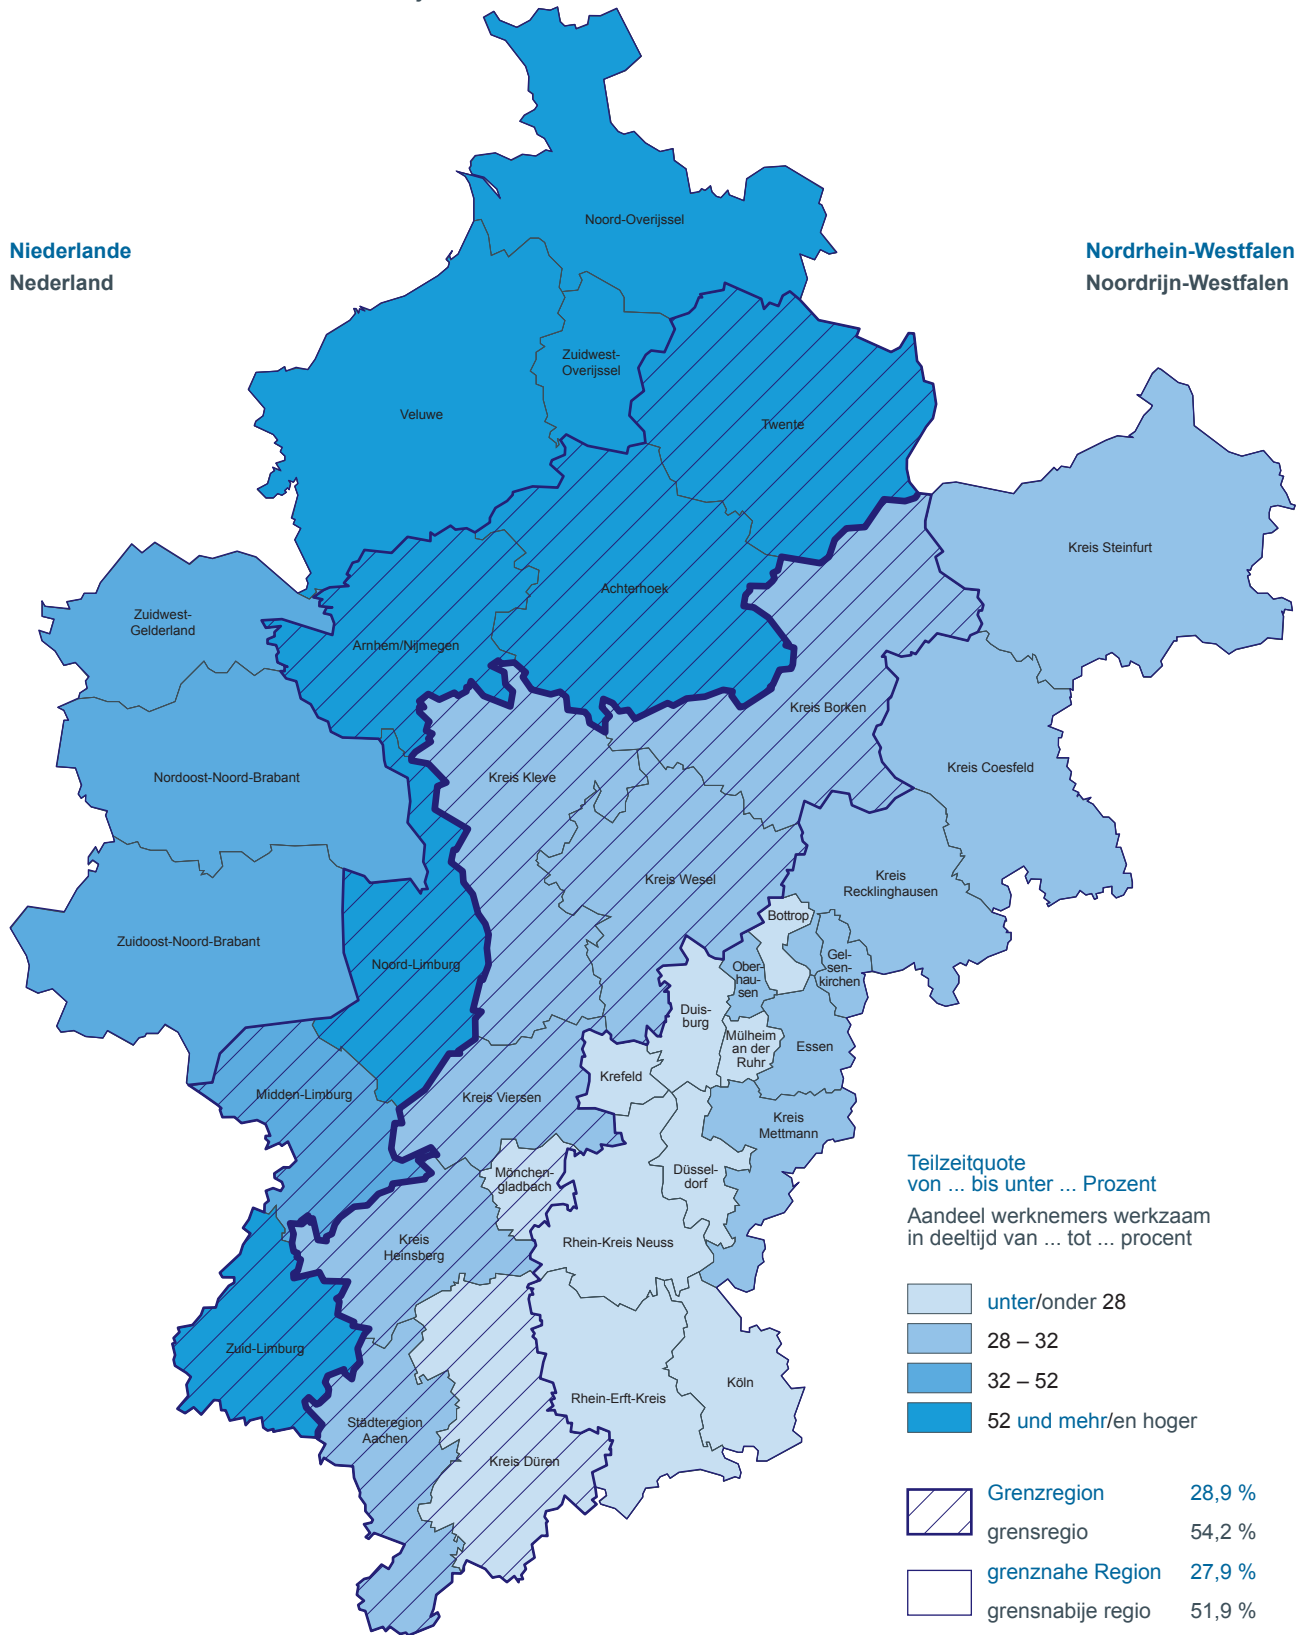 Noord-Overijssel
Niederlande
Nederland
Nordrhein-Westfalen
Noordrijn-Westfalen
Zuidwest-
Overijssel
Veluwe
Twente
Kreis Steinfurt
Achterhoek
Zuidwest-
Gelderland
Arnhem/Nijmegen
Kreis Borken
Kreis Coesfeld
Nordoost-Noord-Brabant
Kreis Kleve
Kreis Wesel
Kreis
Recklinghausen
Bottrop
Zuidoost-Noord-Brabant
Noord-Limburg
Ober-
hau-
sen
Gel-
sen-
kirchen
Duis-
burg
Mülheim
an der
Ruhr
Essen
Krefeld
Midden-Limburg
Kreis Viersen
Kreis
Mettmann
Mönchen-
gladbach
Düssel-
dorf
Kreis
Heinsberg
Rhein-Kreis Neuss
Zuid-Limburg
Köln
Rhein-Erft-Kreis
Städteregion
Aachen
Kreis Düren
Teilzeitquote
von ... bis unter ... Prozent
Aandeel werknemers werkzaam
in deeltijd van ... tot ... procent
unter/onder 28
28 – 32
32 – 52
52 und mehr/en hoger
Grenzregion 28,9 %
grensregio 54,2 %
grenznahe Region 27,9 %
grensnabije regio 51,9 %